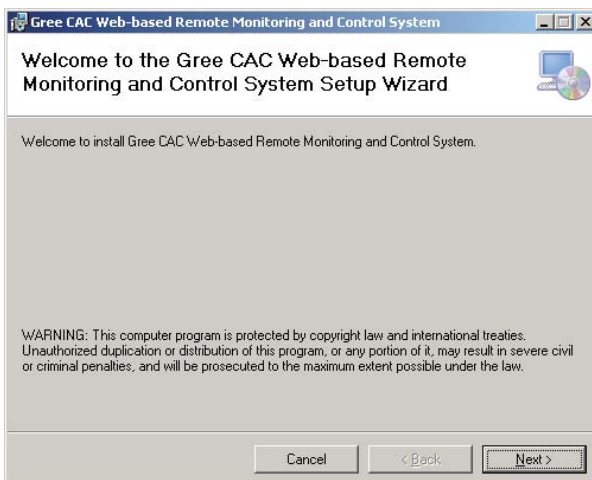 Gree CAC Web-based Remote Monitoring and Control System
Welcome to the Gree CAC Web-based Remote
Monitoring and Control System Setup Wizard
Welcome to install Gree CAC Web-based Remote Monitoring and Control System.
WARNING: This computer program is protected by copyright law and international treaties.
Unauthorized duplication or distribution of this program, or any portion of it, may result in severe civil
or criminal penalties, and will be prosecuted to the maximum extent possible under the law.
Cancel < Back Next >